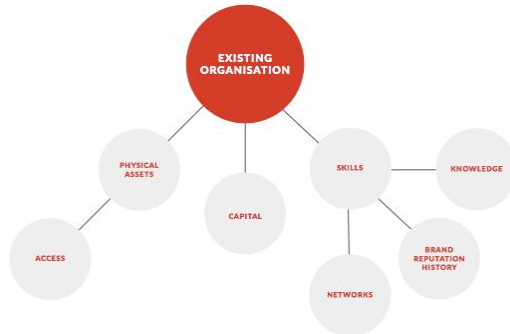 EXISTING
ORGANISATION
PHYSICAL
ASSETS
SKILLS
KNOWLEDGE
CAPITAL
ACCESS
BRAND
REPUTATION
HISTORY
NETWORKS